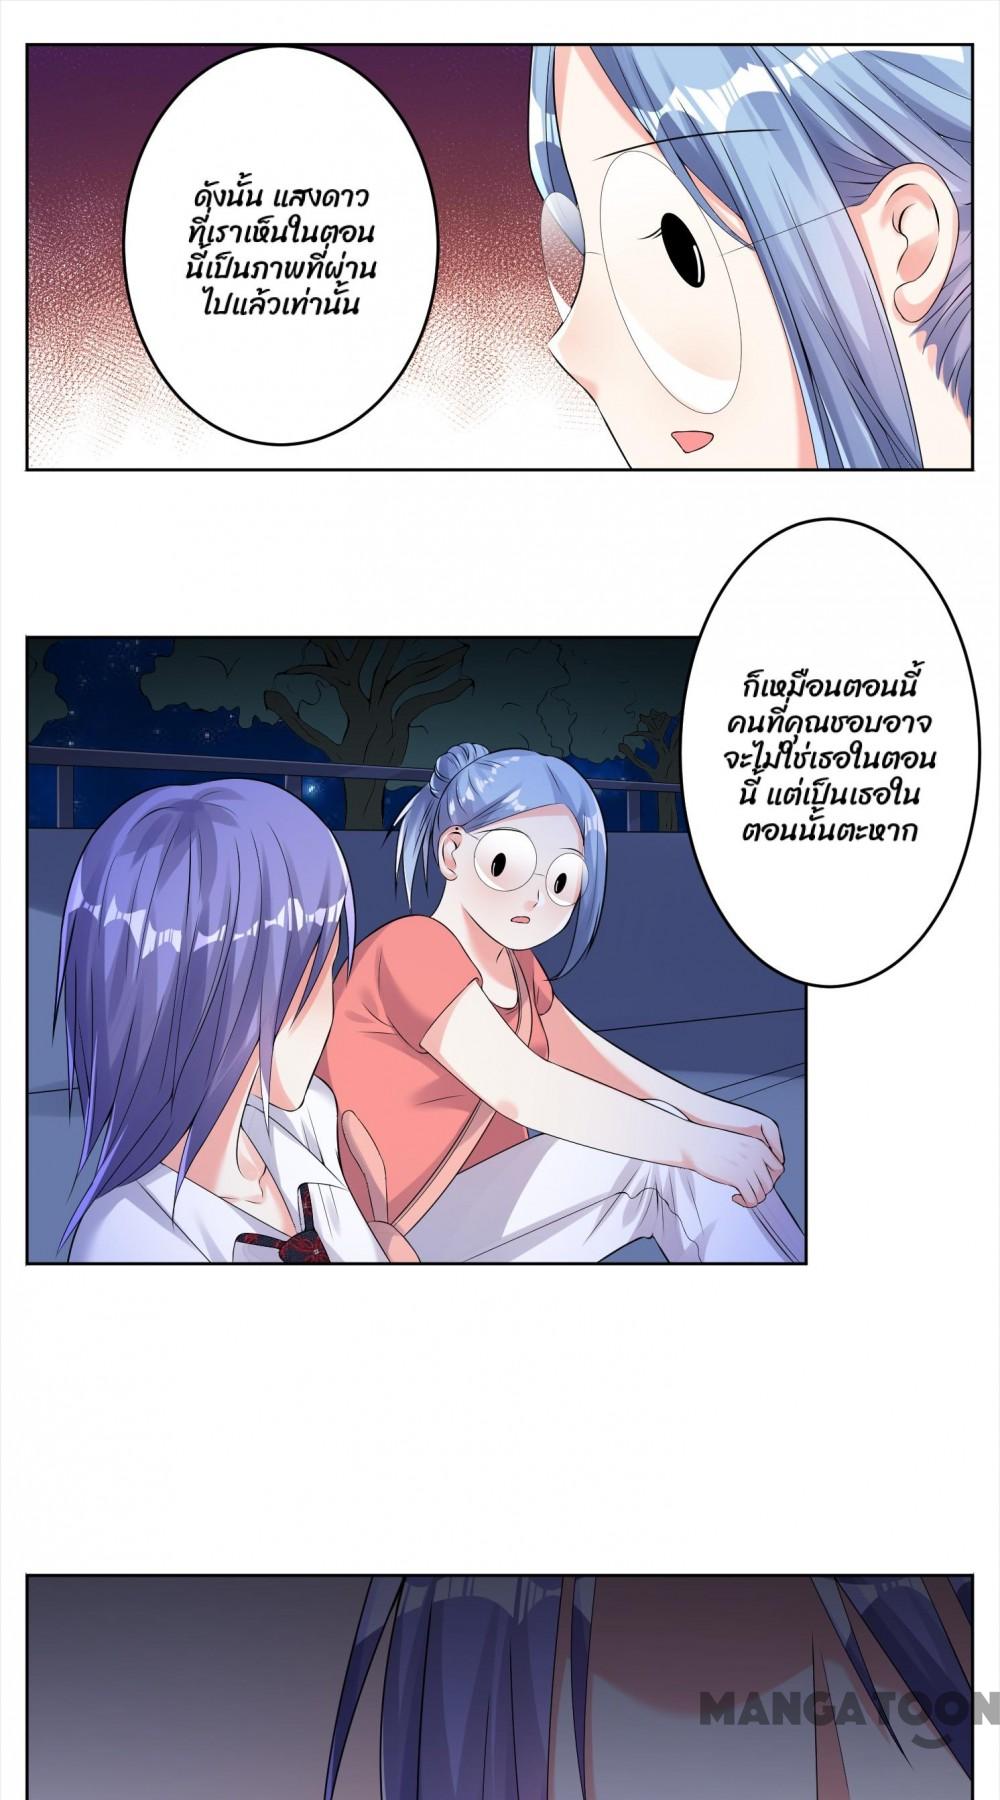 ดังนั้น แสงดาว
ที่เราเห็นในตอน
นี้เป็นภาพที่ผ่าน
ไปแล้วเท่านั้น
ก็เหมือนตอนนี้
คนที่คุณชอบอาจ
จะไม่ใช่เธอในตอน
นี้ แต่เป็นเธอใน
ตอนนั้นตะหาก
MANGATOON